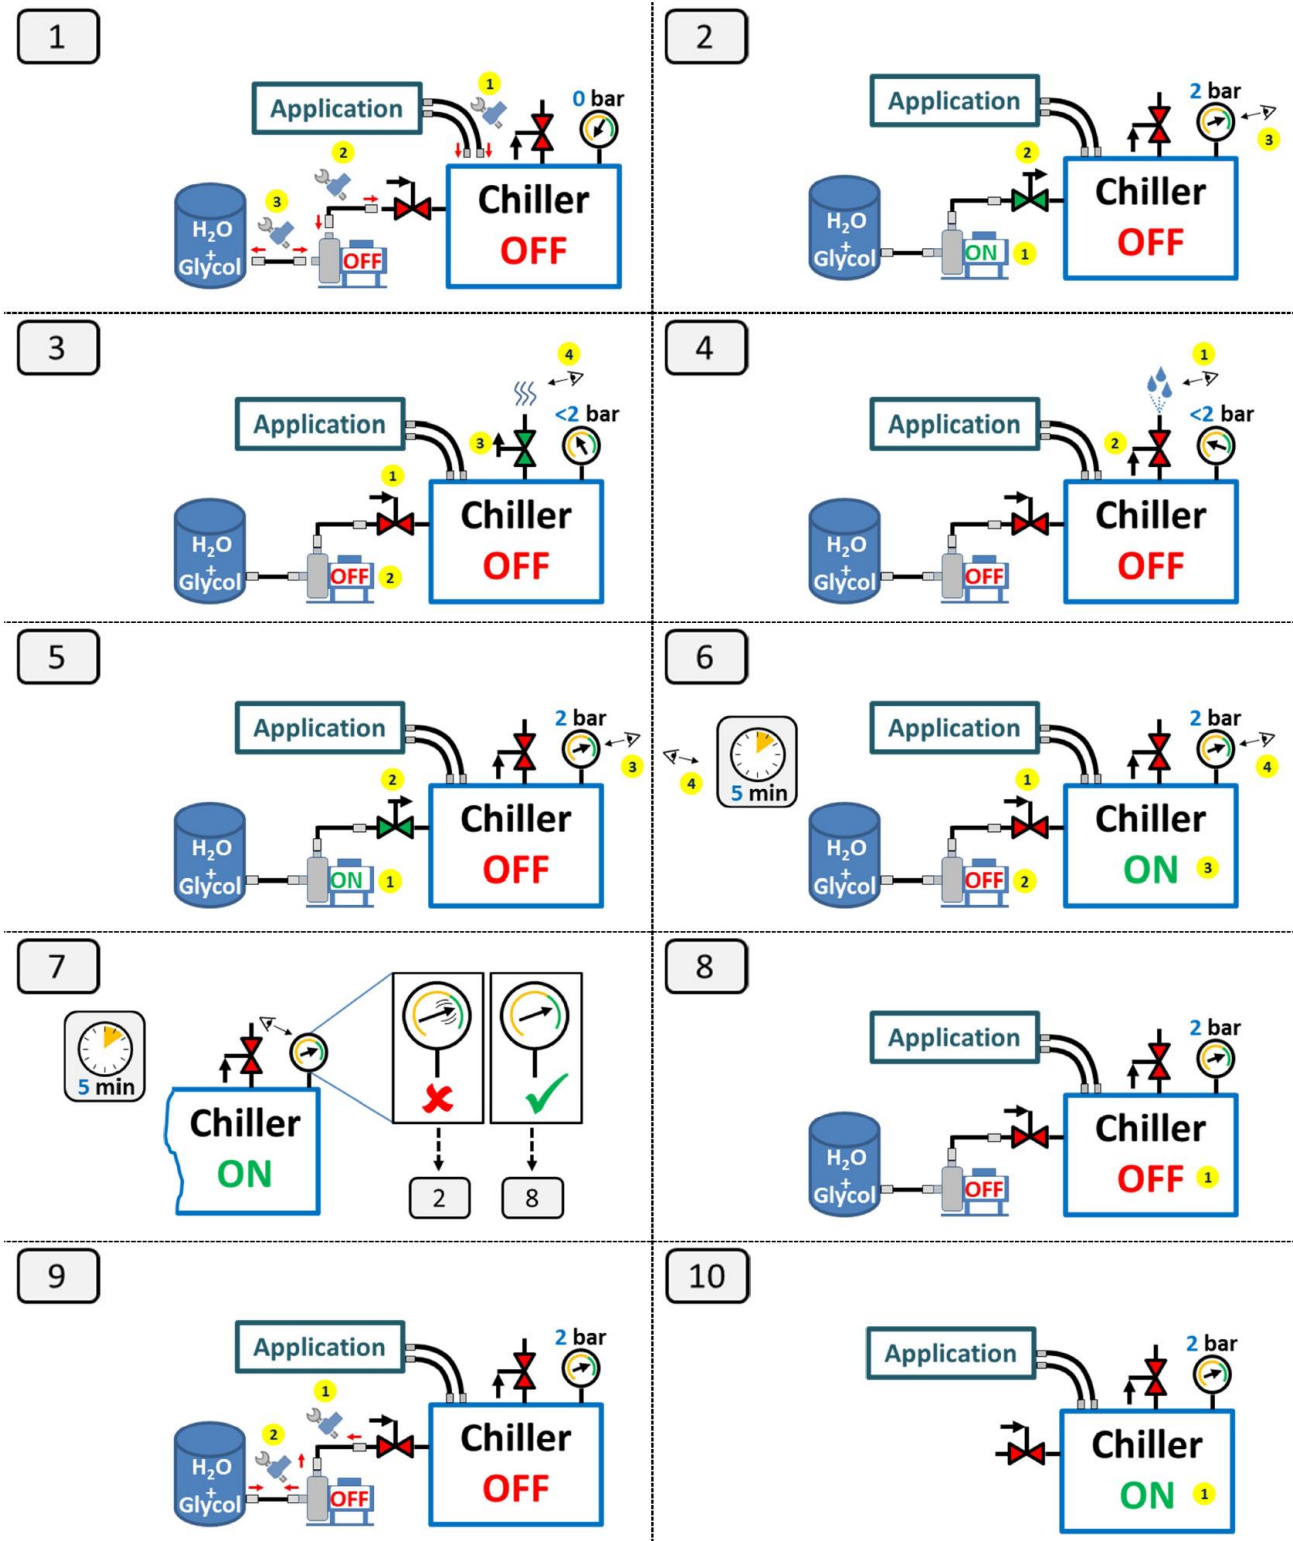 1
1
Application
0 bar
2
3
Chiller
H₂O
+
Glycol
OFF
OFF
2
Application
2 bar
3
2
Chiller
H₂O
+
Glycol
ON
1
OFF
3
4
Application
<2 bar
3
1
Chiller
H₂O
+
Glycol
OFF
2
OFF
4
1
Application
<2 bar
2
Chiller
H₂O
+
Glycol
OFF
OFF
5
Application
2 bar
3
2
Chiller
H₂O
+
Glycol
ON
1
OFF
6
Application
2 bar
4
4
5 min
1
Chiller
H₂O
+
Glycol
OFF
2
ON
3
7
5 min
Chiller
ON
2
8
8
Application
2 bar
Chiller
H₂O
+
Glycol
OFF
OFF
1
9
Application
2 bar
1
2
Chiller
H₂O
+
Glycol
OFF
OFF
10
Application
2 bar
Chiller
ON
1